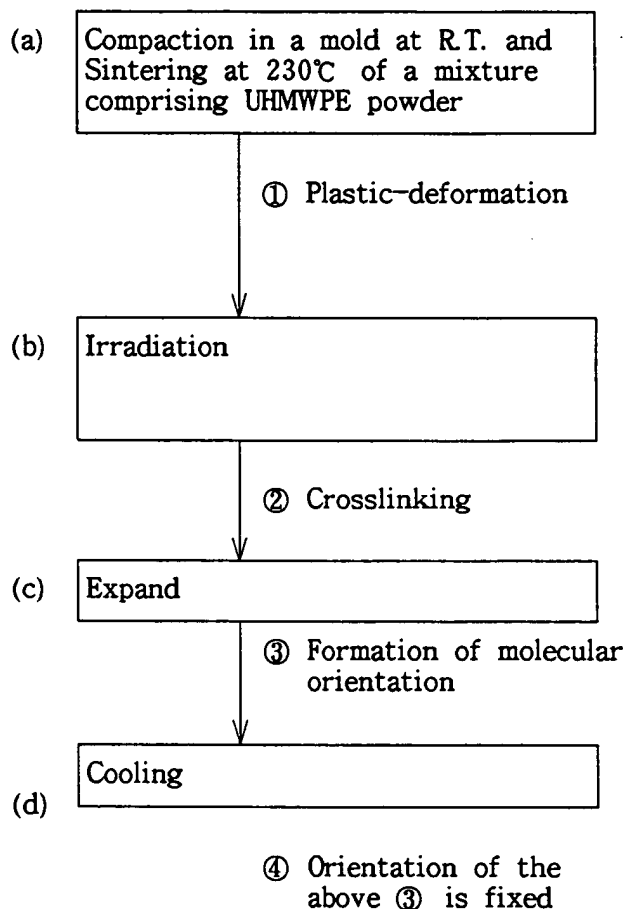 (a) Compaction in a mold at R.T. and
Sintering at 230℃ of a mixture
comprising UHMWPE powder
① Plastic-deformation
(b) Irradiation
② Crosslinking
(c) Expand
③ Formation of molecular
orientation
Cooling
(d)
④ Orientation of the
above ③ is fixed